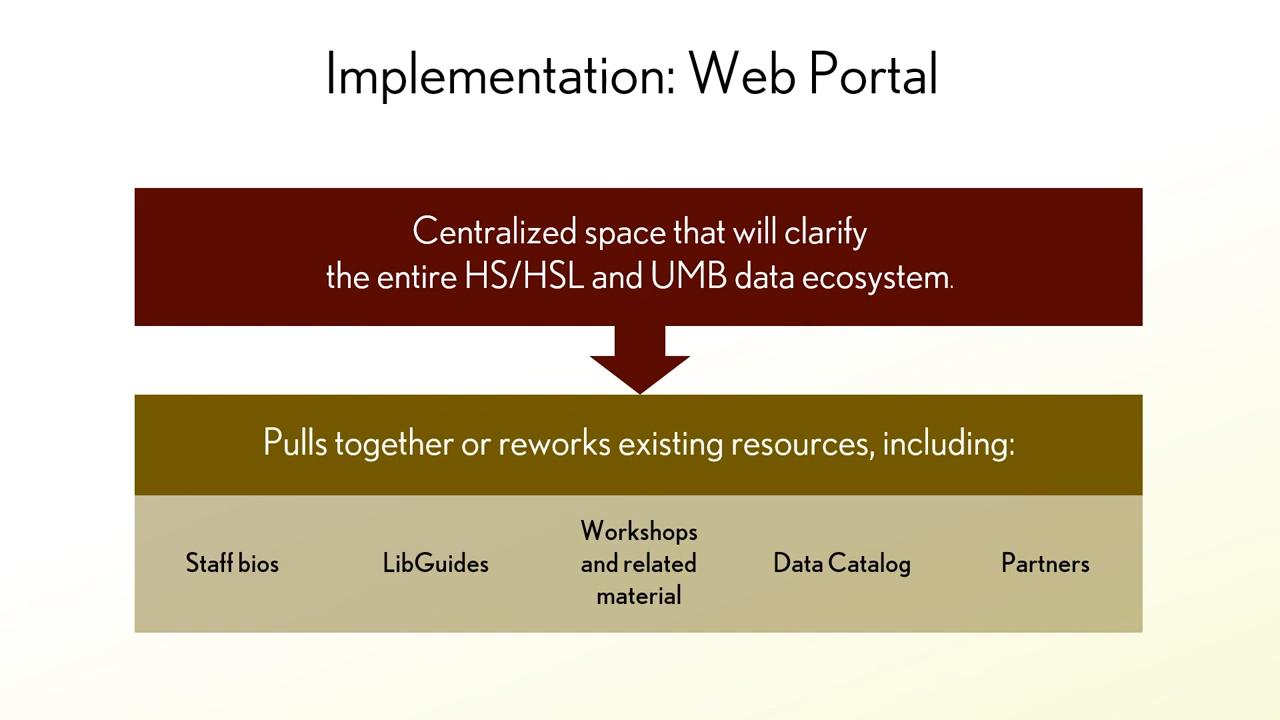 Implementation: Web Portal
Centralized space that will clarify
the entire HS/HSL and UMB data ecosystem.
Pulls together or reworks existing resources, including:
Staff bios
LibGuides
Workshops
and related
material
Data Catalog
Partners